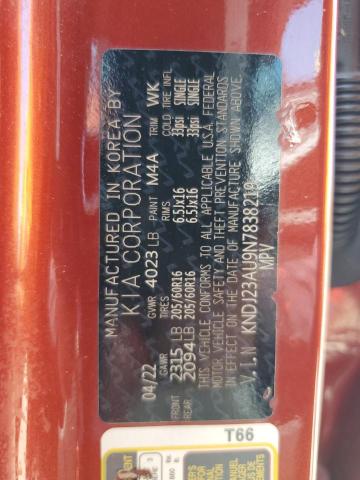 MANUFACTURED IN KOREA BY
KIA CORPORATION
04/22 GVWR 4023 LB PAINT M4A TRIM WK
GAWR TIRES RIMS COLD TIRE INFL
FRONT 2315 LB 205/60R16 6.5Jx16 33psi SINGLE
REAR 2094 LB 205/60R16 6.5Jx16 33psi SINGLE
THIS VEHICLE CONFORMS TO ALL APPLICABLE U.S.A. FEDERAL
MOTOR VEHICLE SAFETY AND THEFT PREVENTION STANDARDS
IN EFFECT ON THE DATE OF MANUFACTURE SHOWN ABOVE.
V.I.N KNDJ23AU9N7838219
MPV
T66